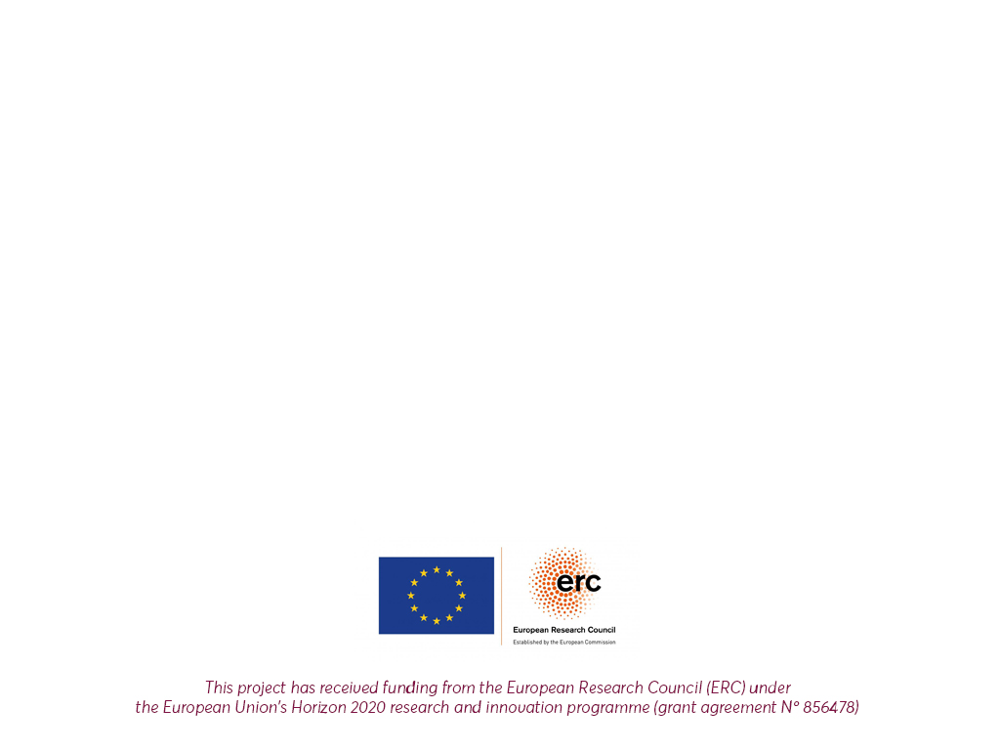 erc
European Research Council
Established by the European Commission
This project has received funding from the European Research Council (ERC) under
the European Union's Horizon 2020 research and innovation programme (grant agreement N° 856478)